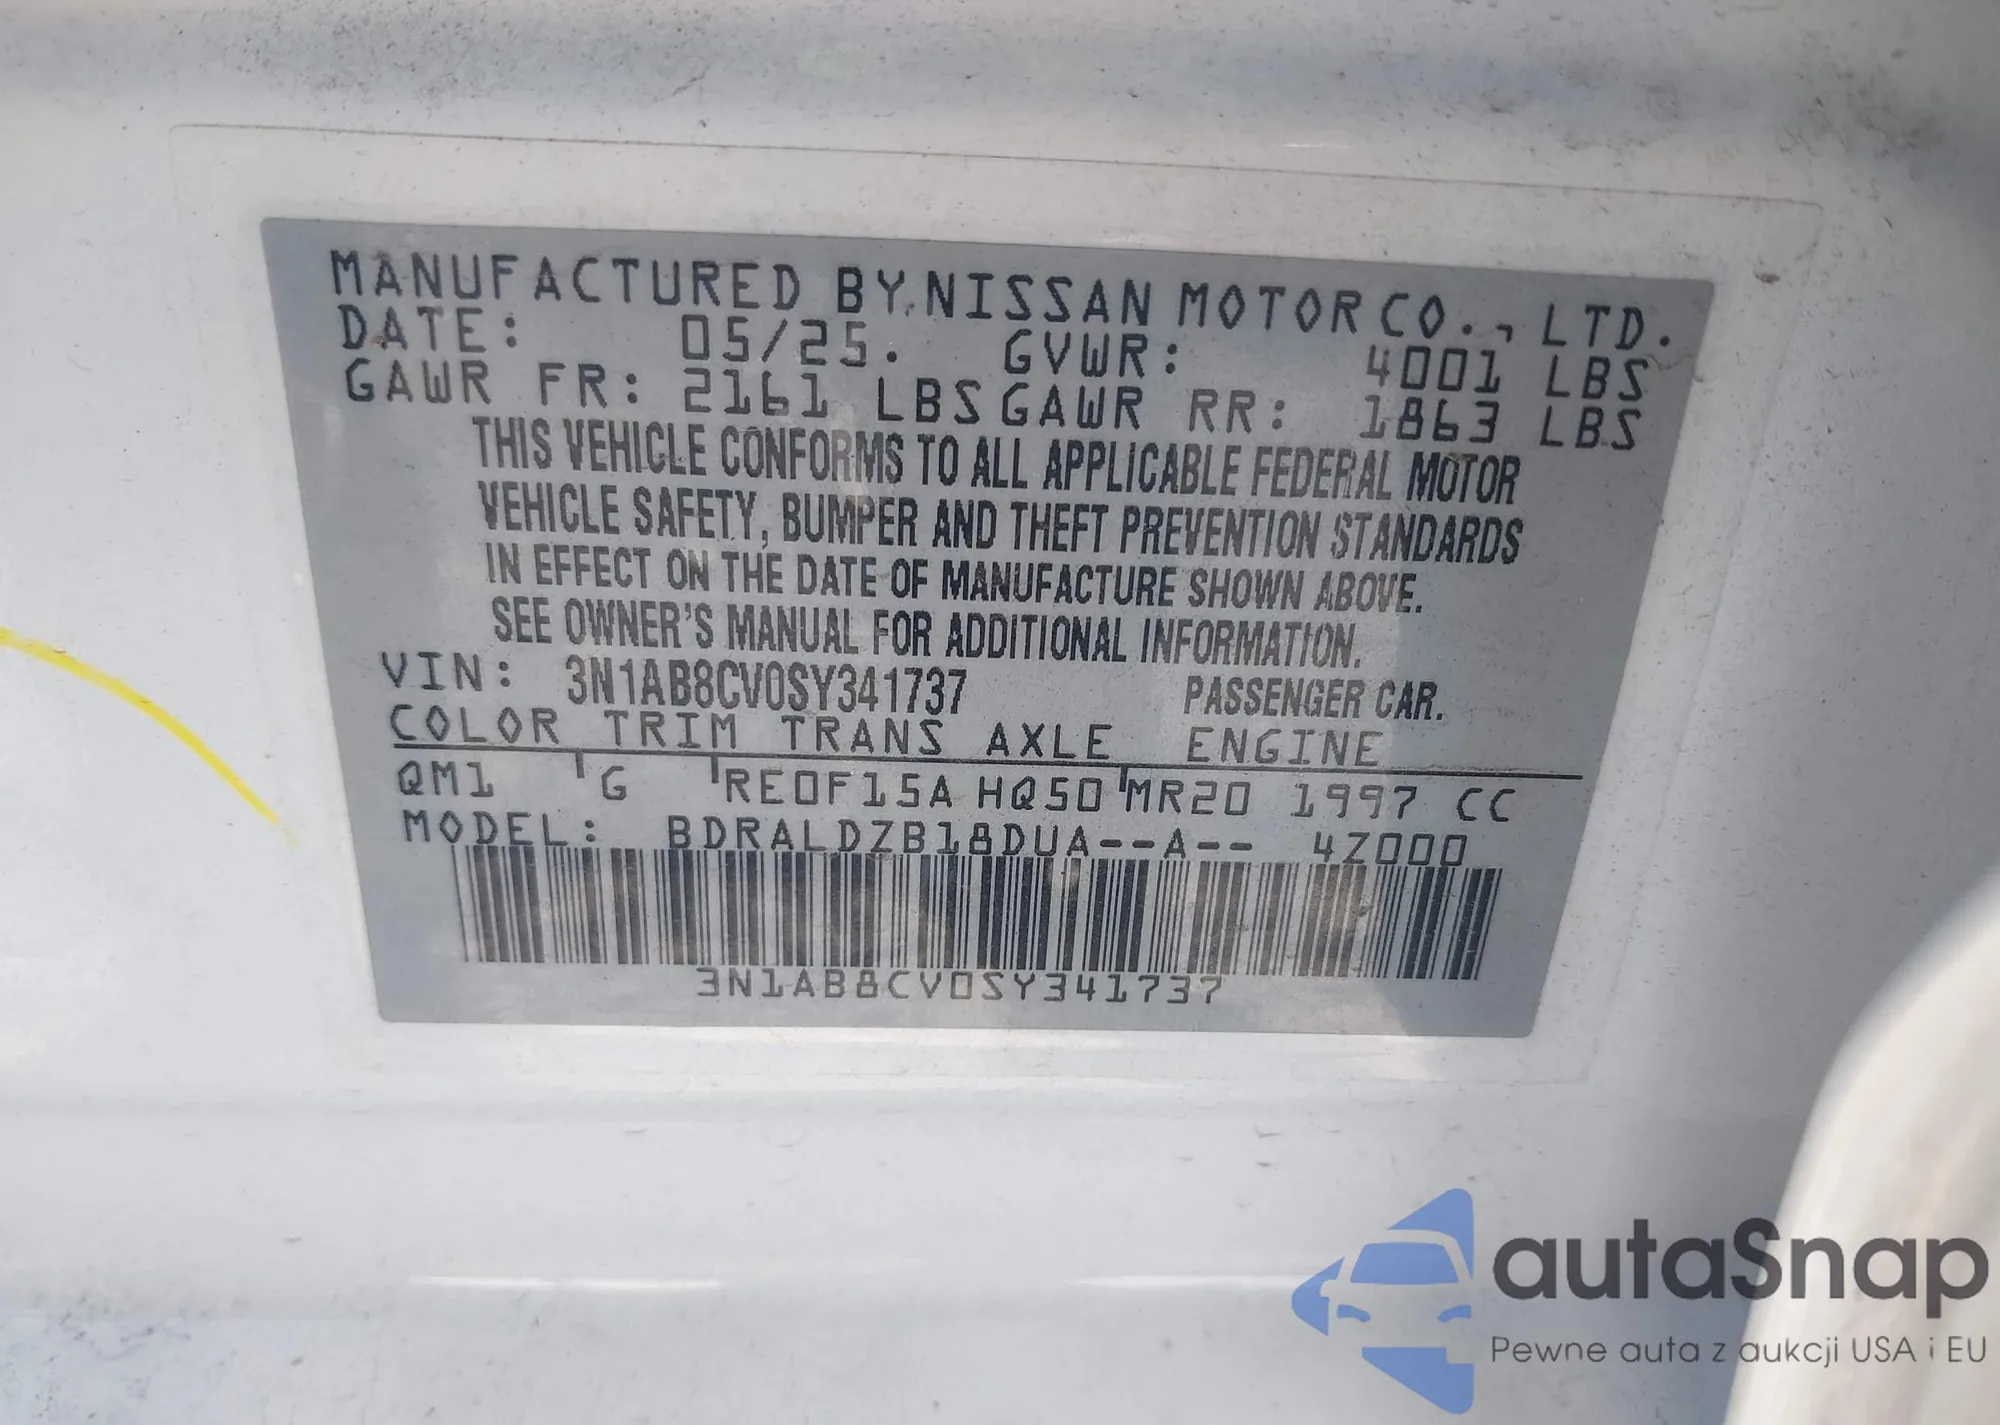 MANUFACTURED BY NISSAN MOTOR CO., LTD.
DATE: 05/25. GVWR: 4001 LBS
GAWR FR: 2161 LBS GAWR RR: 1863 LBS
THIS VEHICLE CONFORMS TO ALL APPLICABLE FEDERAL MOTOR
VEHICLE SAFETY, BUMPER AND THEFT PREVENTION STANDARDS
IN EFFECT ON THE DATE OF MANUFACTURE SHOWN ABOVE.
SEE OWNER'S MANUAL FOR ADDITIONAL INFORMATION.
VIN: 3N1AB8CV0SY341737 PASSENGER CAR.
COLOR TRIM TRANS AXLE ENGINE
QM1 G RE0F15A HQ50 MR20 1997 CC
MODEL: BDRALDZB18DUA--A-- 4Z000
3N1AB8CV0SY341737
autaSnap
Pewne auta z aukcji USA i EU